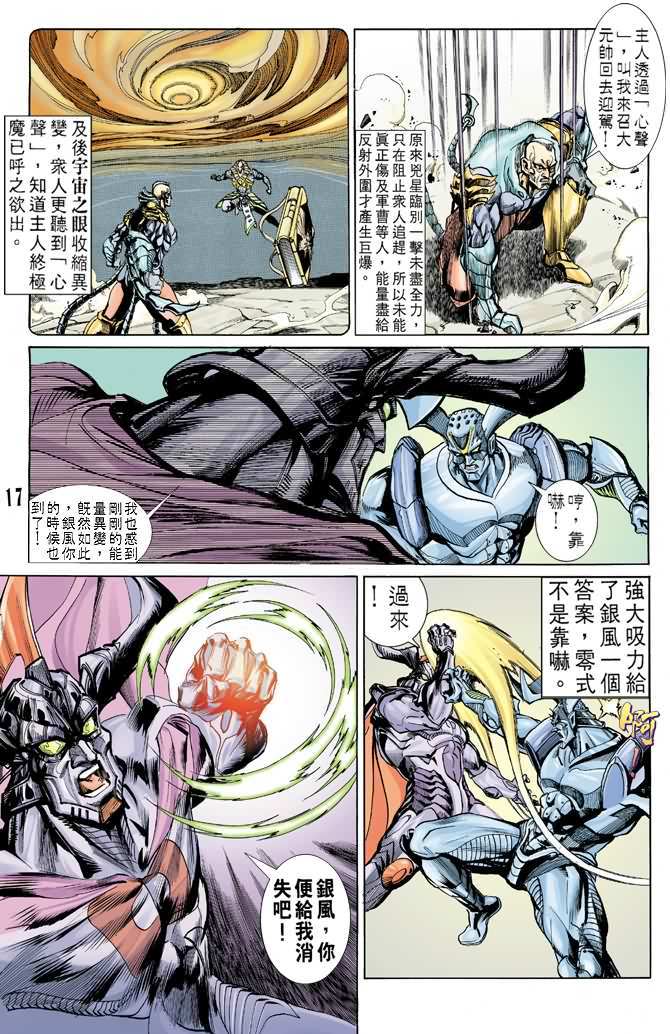 主人透過「心聲
」，叫我來召大
元帥回去迎駕！
原來兇星臨別一擊未盡全力，
只在阻止衆人追趕，所以未能
眞正傷及軍曹等人，能量盡給
反射外圍才產生巨爆。
及後宇宙之眼收縮異
變，衆人更聽到「心
聲」，知道主人終極
魔已呼之欲出。
哼，靠
嚇！
我也感到
剛剛的能
量異變，
旣然如此，
銀風你也
的時候到
了！
17
強大吸力給
了銀風一個
答案，零式
不是靠嚇。
過來
！
銀風，你
便給我消
失吧！